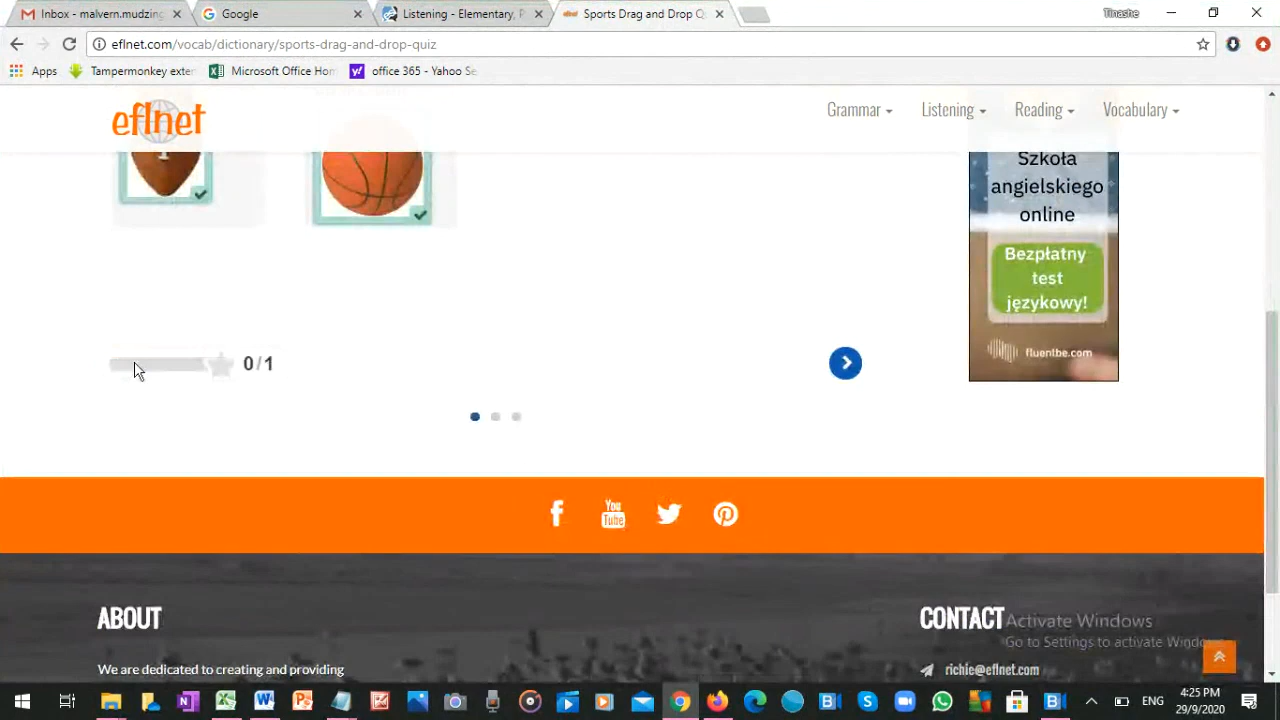 Inbox - malvern.mudzing
Google
Listening - Elementary, P
Sports Drag and Drop Q
Tinashe
eflnet.com/vocab/dictionary/sports-drag-and-drop-quiz
Apps
Tampermonkey exten
Microsoft Office Hom
office 365 - Yahoo Se
eflnet
Grammar
Listening
Reading
Vocabulary
Szkoła
angielskiego
online
Bezpłatny
test
językowy!
fluentbe.com
0/1
You
Tube
ABOUT
CONTACT
Activate Windows
Go to Settings to activate Windows.
We are dedicated to creating and providing
richie@eflnet.com
ENG
4:25 PM
29/9/2020